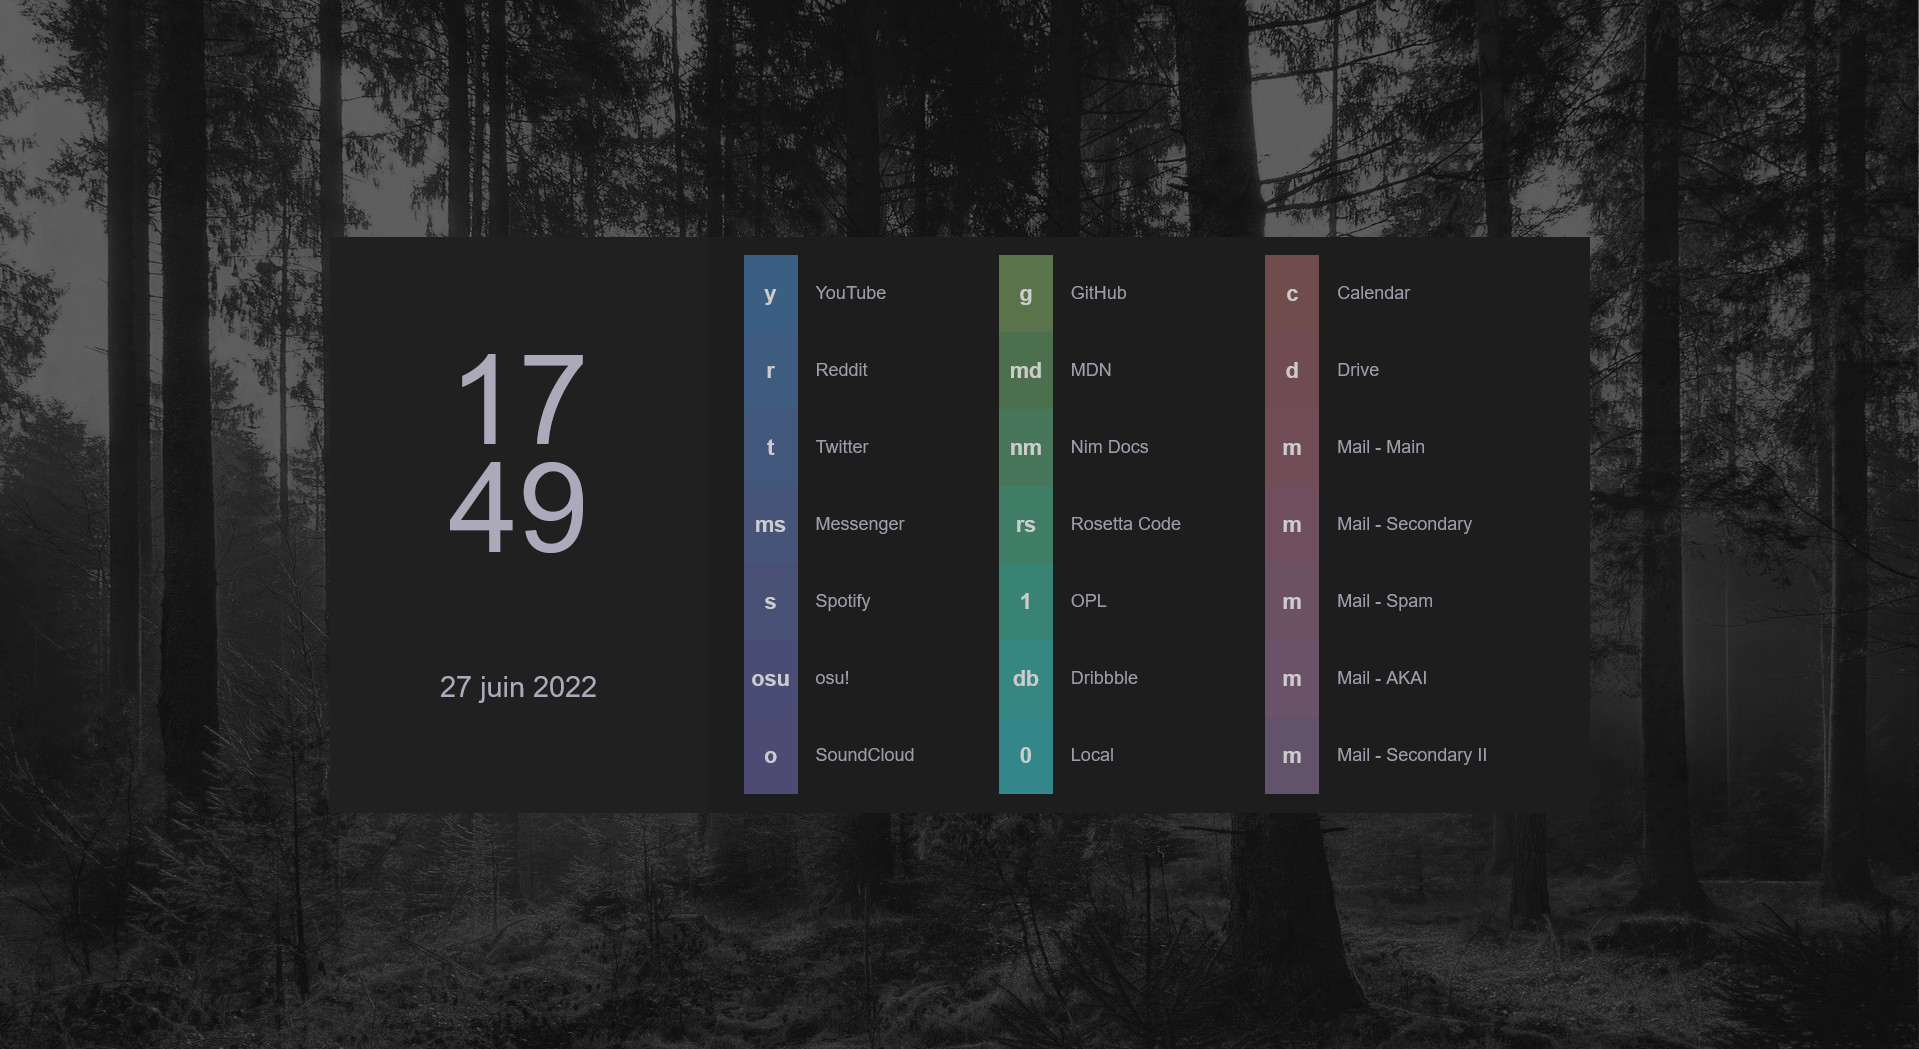 17
49
27 juin 2022
y YouTube
r Reddit
t Twitter
ms Messenger
s Spotify
osu osu!
o SoundCloud
g GitHub
md MDN
nm Nim Docs
rs Rosetta Code
1 OPL
db Dribbble
0 Local
c Calendar
d Drive
m Mail - Main
m Mail - Secondary
m Mail - Spam
m Mail - AKAI
m Mail - Secondary II